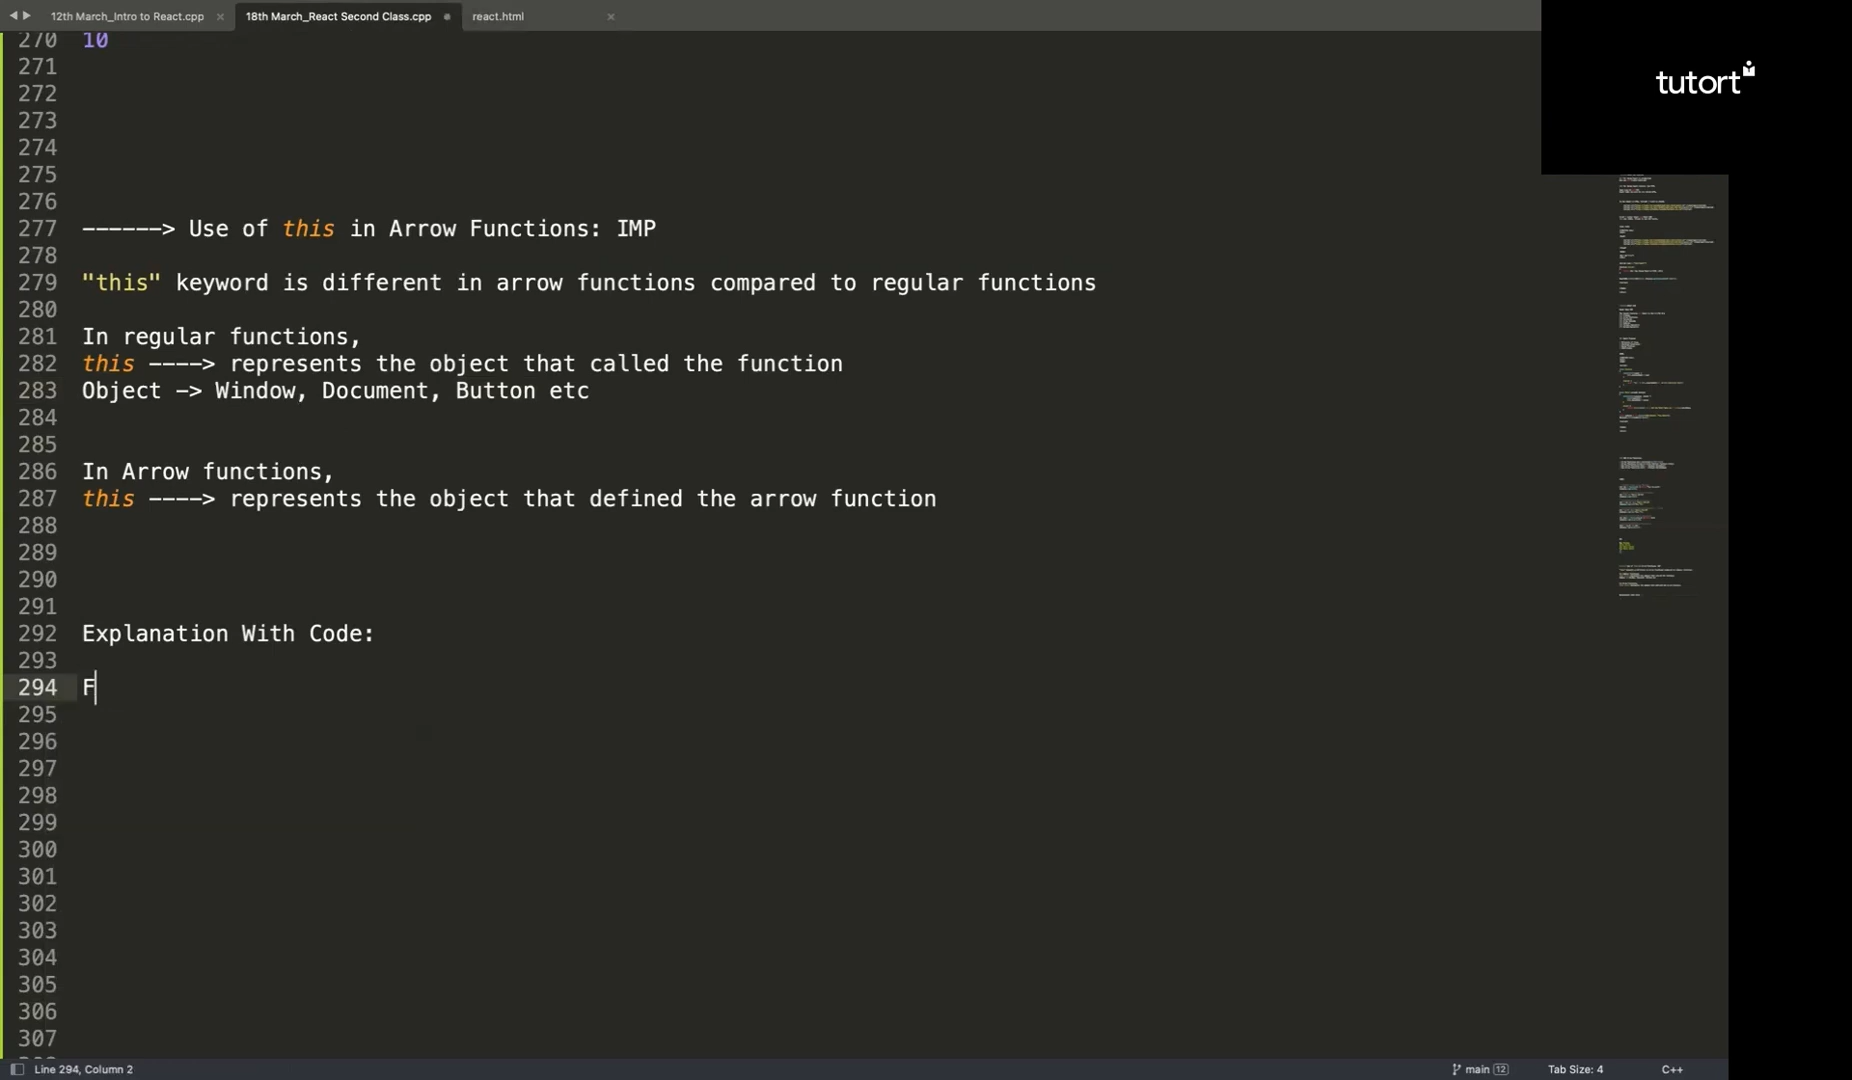 12th March_Intro to React.cpp × 18th March_React Second Class.cpp react.html ×
tutort
270 10
271
272
273
274
275
276
277 ------> Use of this in Arrow Functions: IMP
278
279 "this" keyword is different in arrow functions compared to regular functions
280
281 In regular functions,
282 this ----> represents the object that called the function
283 Object -> Window, Document, Button etc
284
285
286 In Arrow functions,
287 this ----> represents the object that defined the arrow function
288
289
290
291
292 Explanation With Code:
293
294 F
295
296
297
298
299
300
301
302
303
304
305
306
307
Line 294, Column 2 main 12 Tab Size: 4 C++